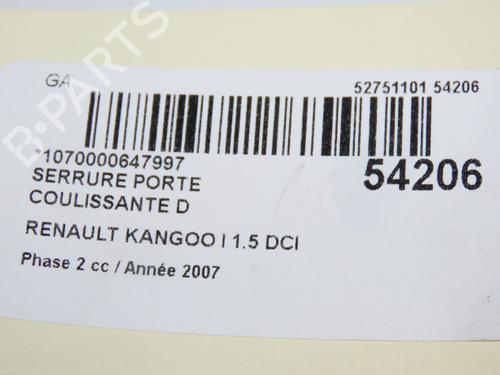 GA
52751101 54206
*1070000647997
54206
SERRURE PORTE
COULISSANTE D
RENAULT KANGOO I 1.5 DCI
Phase 2 cc / Année 2007
B-PARTS